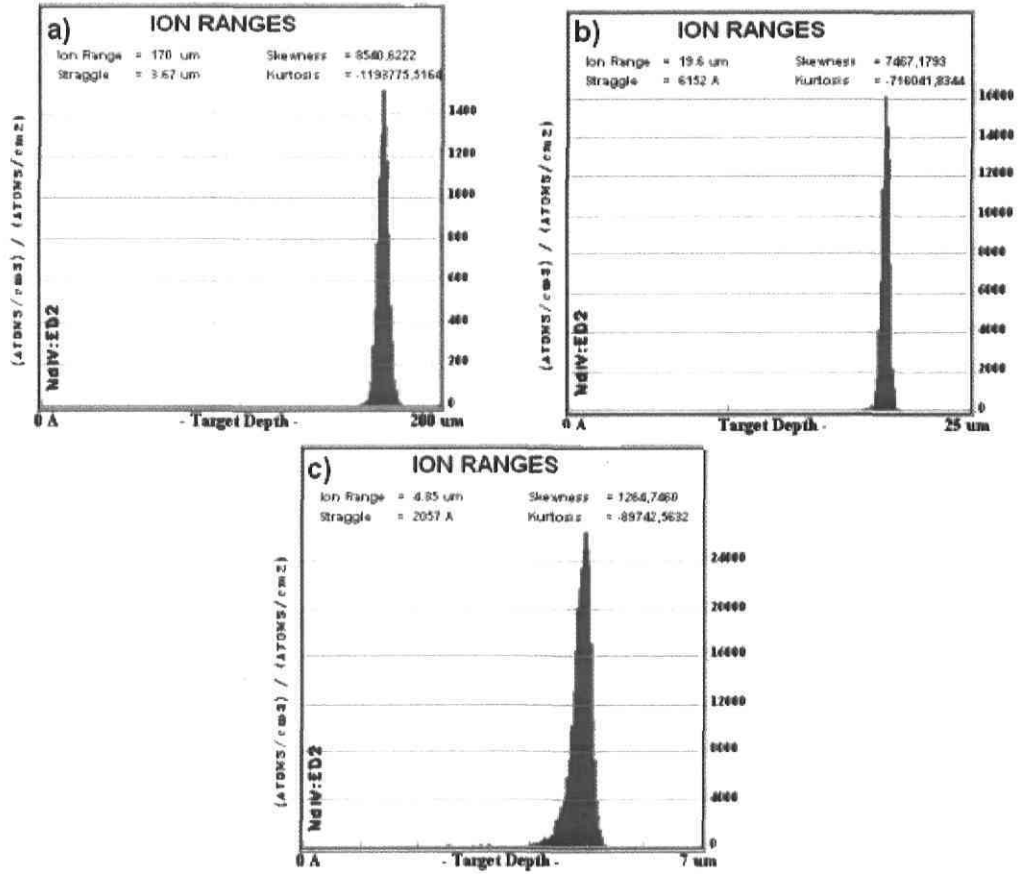 a)
ION RANGES
Ion Range = 170 um Skewness = 8540,6222
Straggle = 3.67 um Kurtosis = -1193775,5164
(ATOMS/cm3) / (ATOMS/cm2)
1400
1200
1000
800
600
400
200
0
NdIV:ED2
0 A - Target Depth - 200 um
b)
ION RANGES
Ion Range = 19.6 um Skewness = 7467,1793
Straggle = 6152 A Kurtosis = -716041,8344
(ATOMS/cm3) / (ATOMS/cm2)
16000
14000
12000
10000
8000
6000
4000
2000
0
NdIV:ED2
0 A Target Depth - 25 um
c)
ION RANGES
Ion Range = 4.85 um Skewness = 1264,7460
Straggle = 2057 A Kurtosis = -89742,5632
(ATOMS/cm3) / (ATOMS/cm2)
24000
20000
16000
12000
8000
4000
0
NdIV:ED2
0 A - Target Depth - 7 um